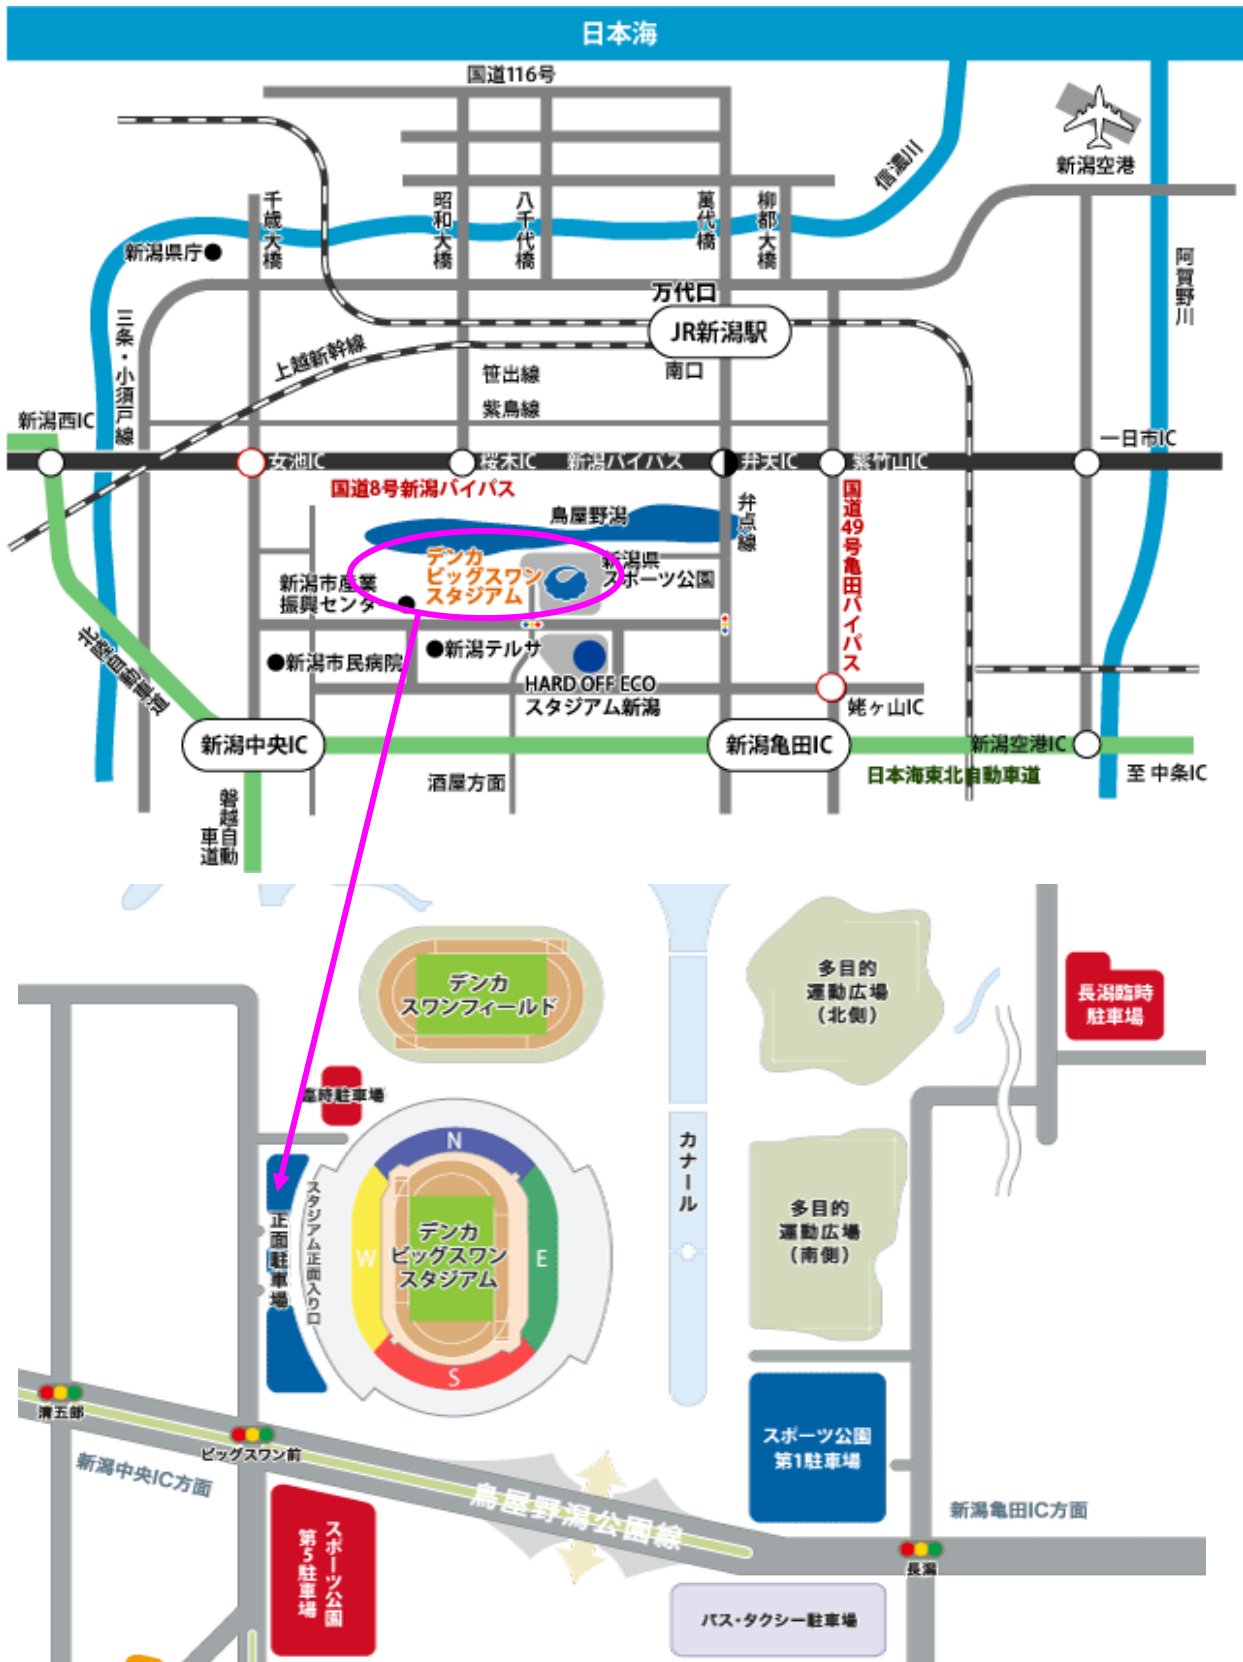 日本海
国道116号
新潟空港
信濃川
千歳大橋
昭和大橋
八千代橋
萬代橋
柳都大橋
新潟県庁
阿賀野川
万代口
JR新潟駅
南口
三条・小須戸線
上越新幹線
笹出線
紫鳥線
新潟西IC
一日市IC
女池IC
桜木IC
新潟バイパス
弁天IC
紫竹山IC
国道8号新潟バイパス
国道49号亀田バイパス
鳥屋野潟
弁点線
デンカ
ビッグスワン
スタジアム
新潟県
スポーツ公園
新潟市産業
振興センター
新潟市民病院
新潟テルサ
HARD OFF ECO
スタジアム新潟
北陸自動車道
姥ヶ山IC
新潟中央IC
新潟亀田IC
新潟空港IC
日本海東北自動車道
至 中条IC
酒屋方面
磐越自動
車道
デンカ
スワンフィールド
多目的
運動広場
（北側）
長潟臨時
駐車場
臨時駐車場
カナール
N
W
E
S
デンカ
ビッグスワン
スタジアム
スタジアム正面入り口
正面駐車場
多目的
運動広場
（南側）
清五郎
ビッグスワン前
新潟中央IC方面
鳥屋野潟公園線
スポーツ公園
第1駐車場
新潟亀田IC方面
長潟
スポーツ公園
第5駐車場
バス・タクシー駐車場